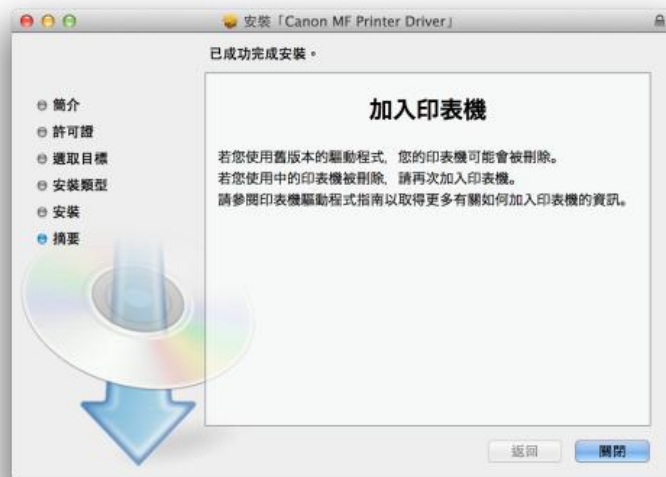 安裝「Canon MF Printer Driver」
已成功完成安裝。
簡介
許可證
選取目標
安裝類型
安裝
摘要
加入印表機
若您使用舊版本的驅動程式，您的印表機可能會被刪除。
若您使用中的印表機被刪除，請再次加入印表機。
請參閱印表機驅動程式指南以取得更多有關如何加入印表機的資訊。
返回
關閉